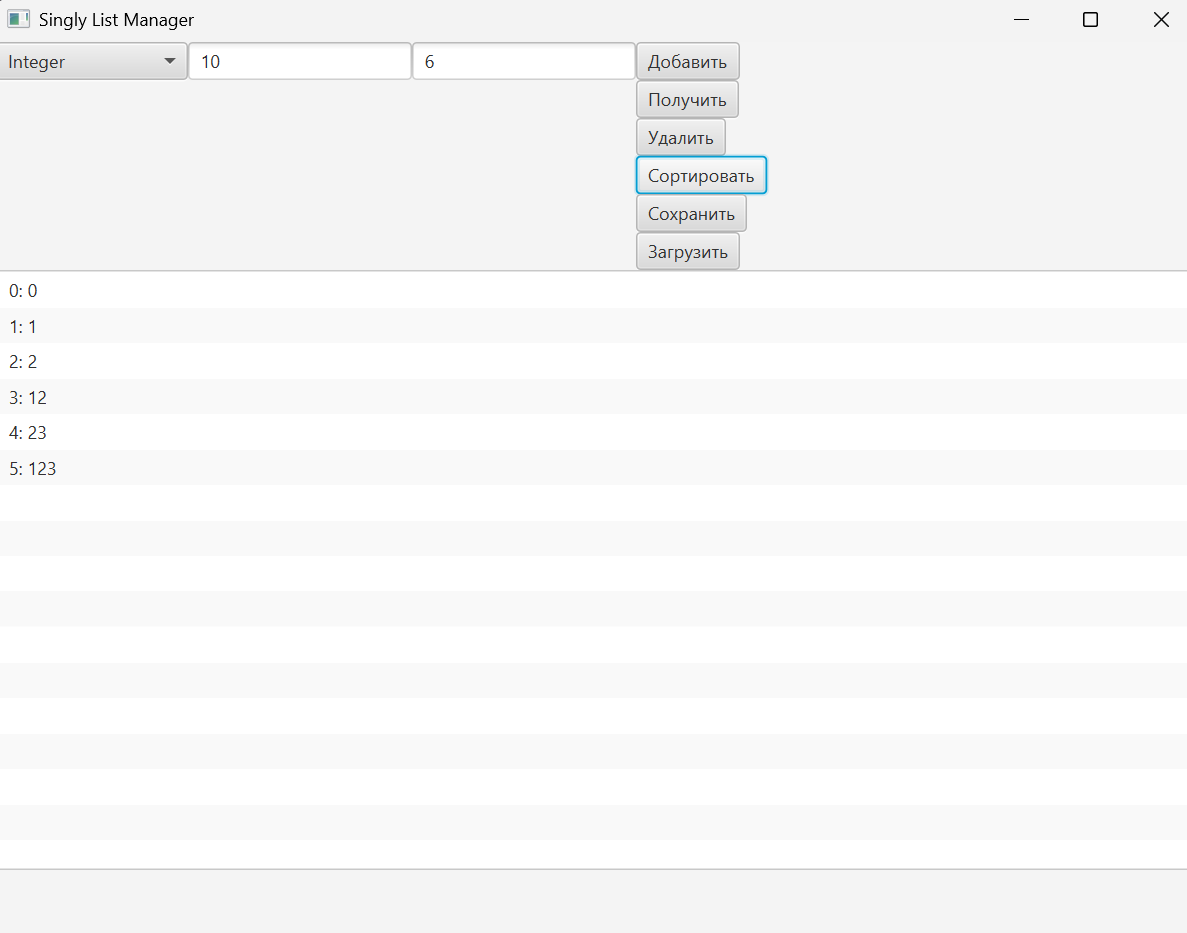 Singly List Manager
Integer 10 6 Добавить
Получить
Удалить
Сортировать
Сохранить
Загрузить
0: 0
1: 1
2: 2
3: 12
4: 23
5: 123